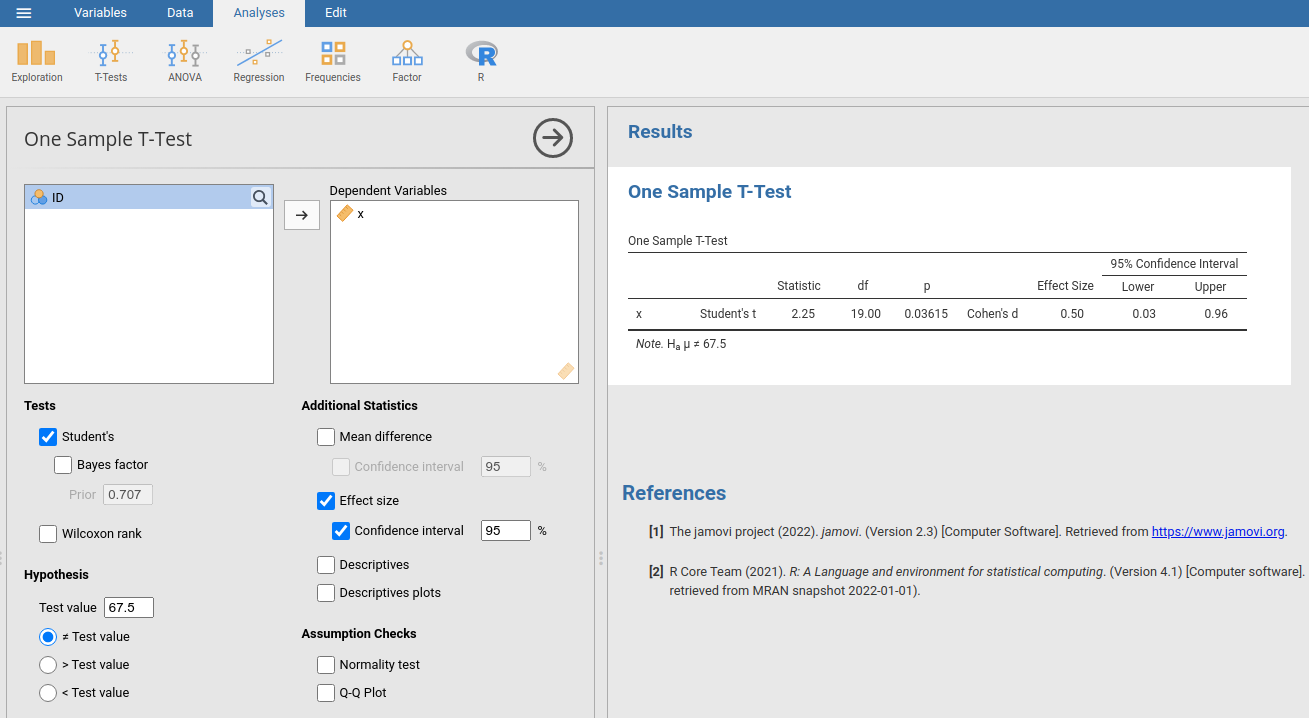 Variables Data Analyses Edit
Exploration T-Tests ANOVA Regression Frequencies Factor R
One Sample T-Test
ID
Dependent Variables
x
Tests
Student's
Bayes factor
Prior 0.707
Wilcoxon rank
Hypothesis
Test value 67.5
≠ Test value
> Test value
< Test value
Additional Statistics
Mean difference
Confidence interval 95 %
Effect size
Confidence interval 95 %
Descriptives
Descriptives plots
Assumption Checks
Normality test
Q-Q Plot
Results
One Sample T-Test
One Sample T-Test
95% Confidence Interval
Statistic df p Effect Size Lower Upper
x Student's t 2.25 19.00 0.03615 Cohen's d 0.50 0.03 0.96
Note. Hₐ μ ≠ 67.5
References
[1] The jamovi project (2022). jamovi. (Version 2.3) [Computer Software]. Retrieved from https://www.jamovi.org.
[2] R Core Team (2021). R: A Language and environment for statistical computing. (Version 4.1) [Computer software].
retrieved from MRAN snapshot 2022-01-01).